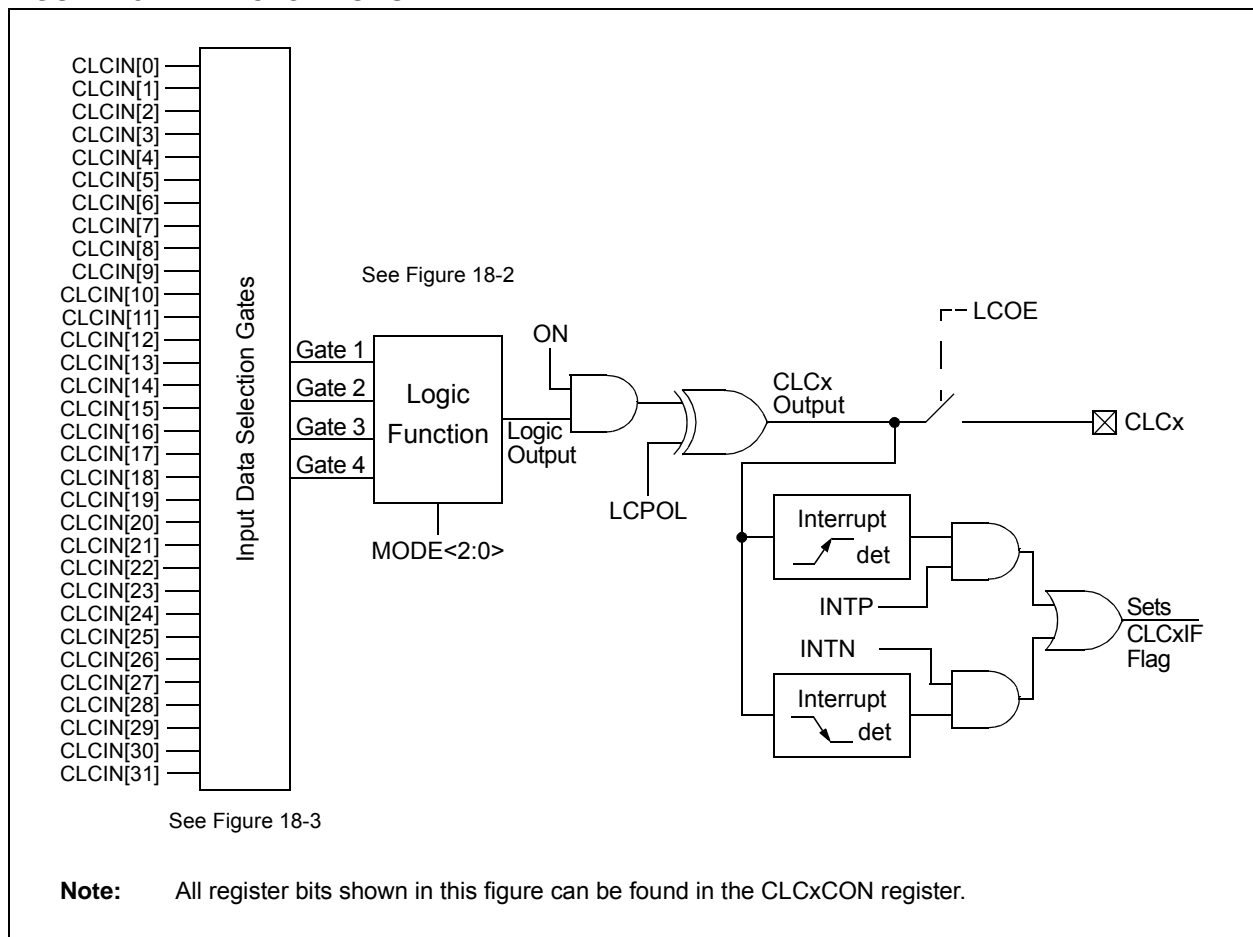 CLCIN[0]
CLCIN[1]
CLCIN[2]
CLCIN[3]
CLCIN[4]
CLCIN[5]
CLCIN[6]
CLCIN[7]
CLCIN[8]
CLCIN[9]
CLCIN[10]
CLCIN[11]
CLCIN[12]
CLCIN[13]
CLCIN[14]
CLCIN[15]
CLCIN[16]
CLCIN[17]
CLCIN[18]
CLCIN[19]
CLCIN[20]
CLCIN[21]
CLCIN[22]
CLCIN[23]
CLCIN[24]
CLCIN[25]
CLCIN[26]
CLCIN[27]
CLCIN[28]
CLCIN[29]
CLCIN[30]
CLCIN[31]
Input Data Selection Gates
See Figure 18-3
See Figure 18-2
Gate 1
Gate 2
Gate 3
Gate 4
Logic
Function
MODE<2:0>
Logic
Output
ON
LCPOL
CLCx
Output
LCOE
CLCx
Interrupt
det
INTP
INTN
Interrupt
det
Sets
CLCxIF
Flag
Note: All register bits shown in this figure can be found in the CLCxCON register.